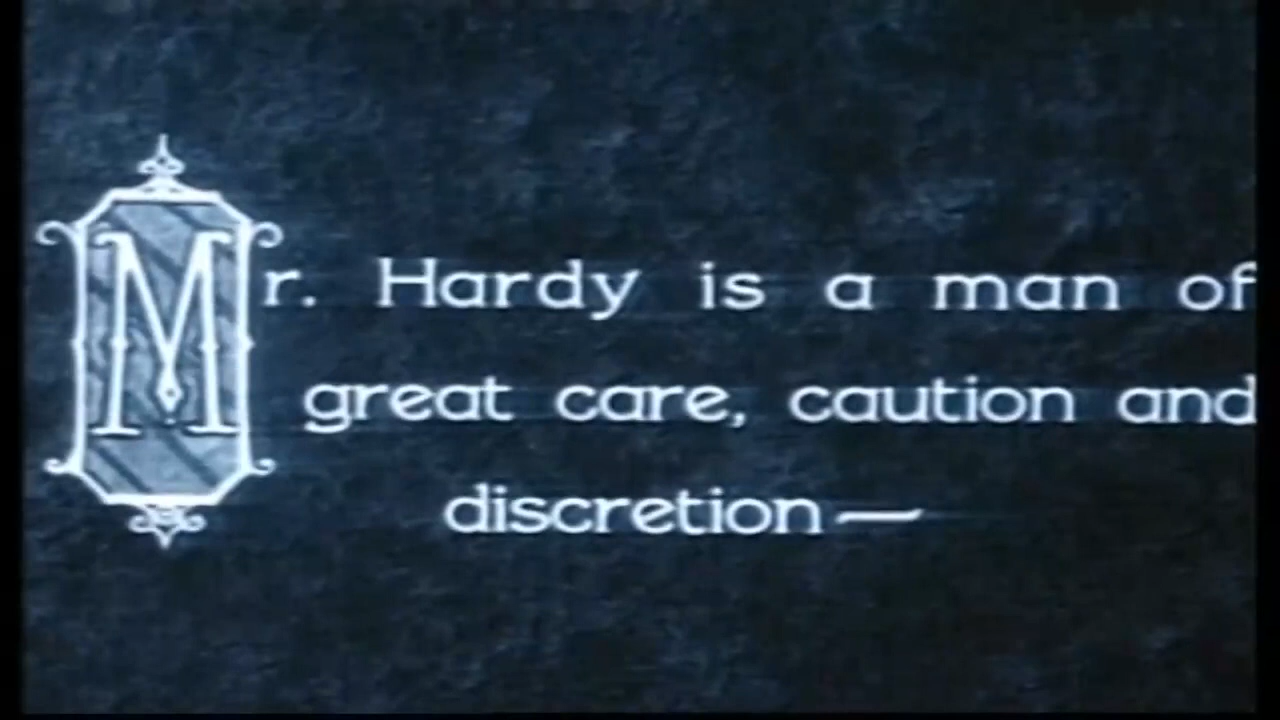 Mr. Hardy is a man of
great care, caution and
discretion—